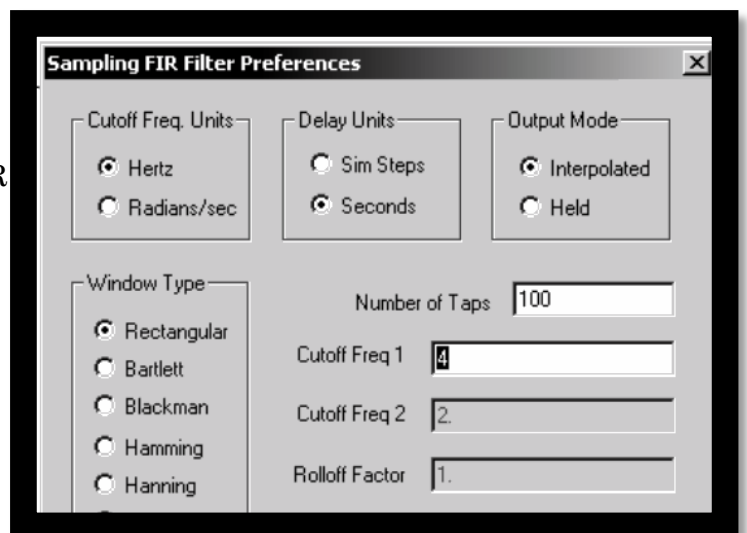 Sampling FIR Filter Preferences
Cutoff Freq. Units
Hertz
Radians/sec
Delay Units
Sim Steps
Seconds
Output Mode
Interpolated
Held
R
Window Type
Rectangular
Bartlett
Blackman
Hamming
Hanning
Number of Taps 100
Cutoff Freq 1 4
Cutoff Freq 2 2.
Rolloff Factor 1.